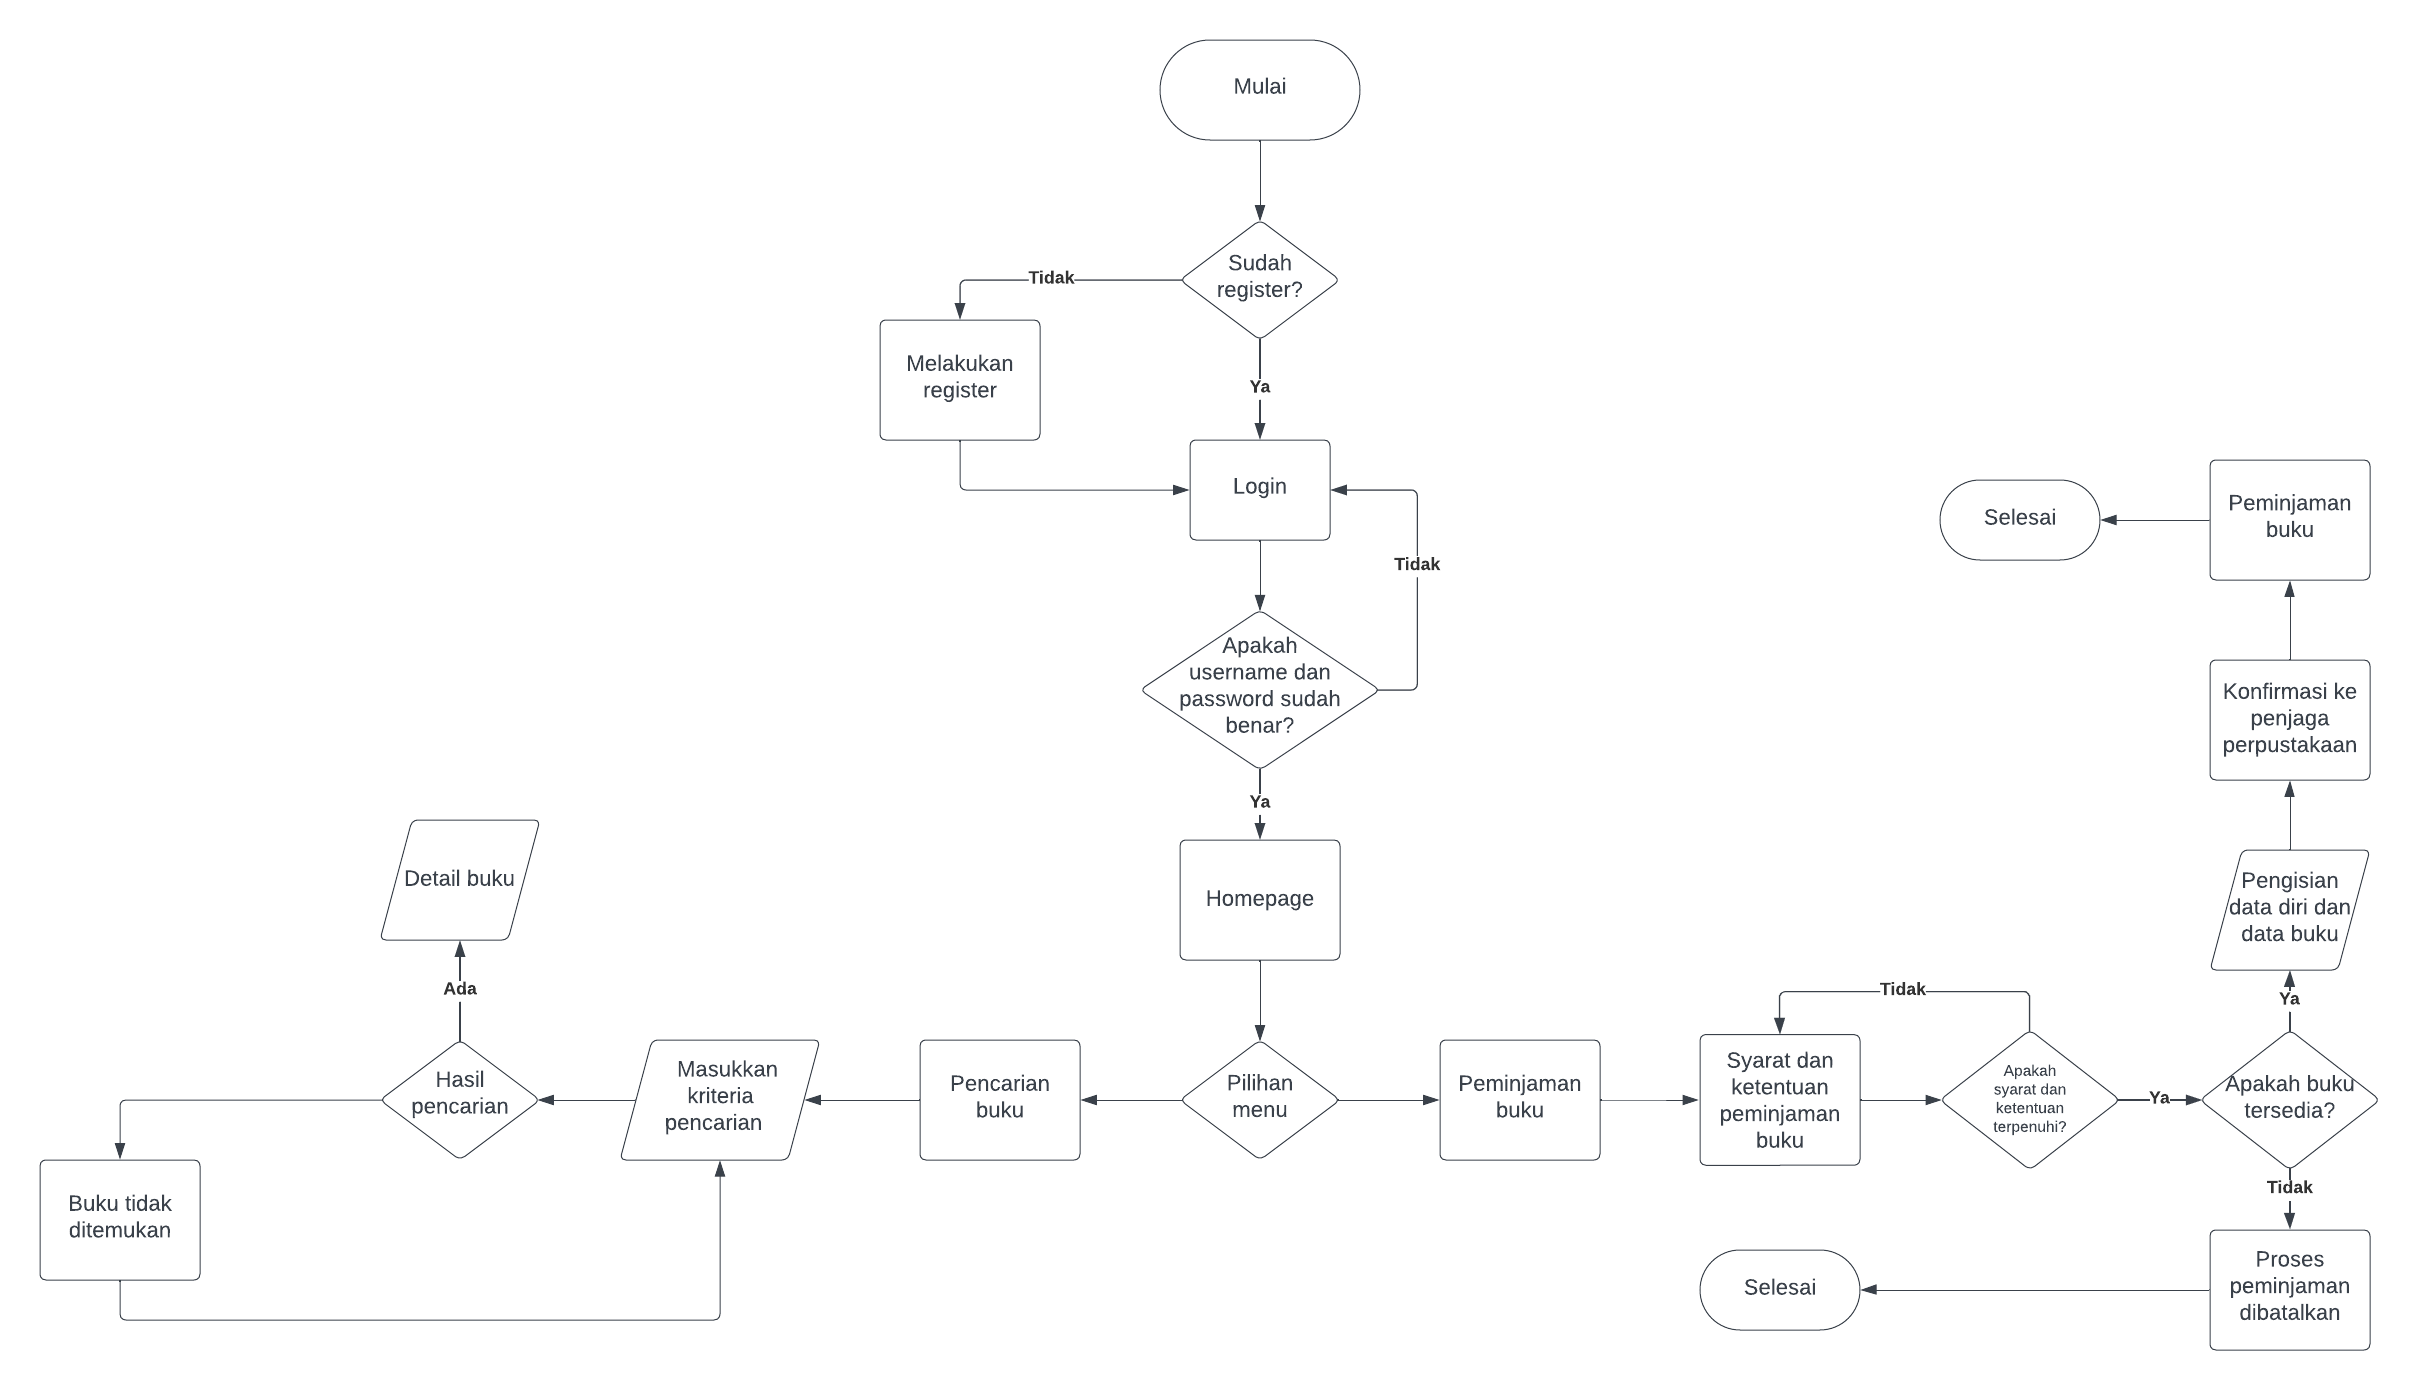 Mulai
Sudah
register?
Tidak
Melakukan
register
Ya
Login
Tidak
Apakah
username dan
password sudah
benar?
Ya
Homepage
Pilihan
menu
Pencarian
buku
Masukkan
kriteria
pencarian
Hasil
pencarian
Ada
Detail buku
Buku tidak
ditemukan
Peminjaman
buku
Syarat dan
ketentuan
peminjaman
buku
Tidak
Apakah
syarat dan
ketentuan
terpenuhi?
Ya
Apakah buku
tersedia?
Ya
Pengisian
data diri dan
data buku
Konfirmasi ke
penjaga
perpustakaan
Peminjaman
buku
Selesai
Tidak
Proses
peminjaman
dibatalkan
Selesai